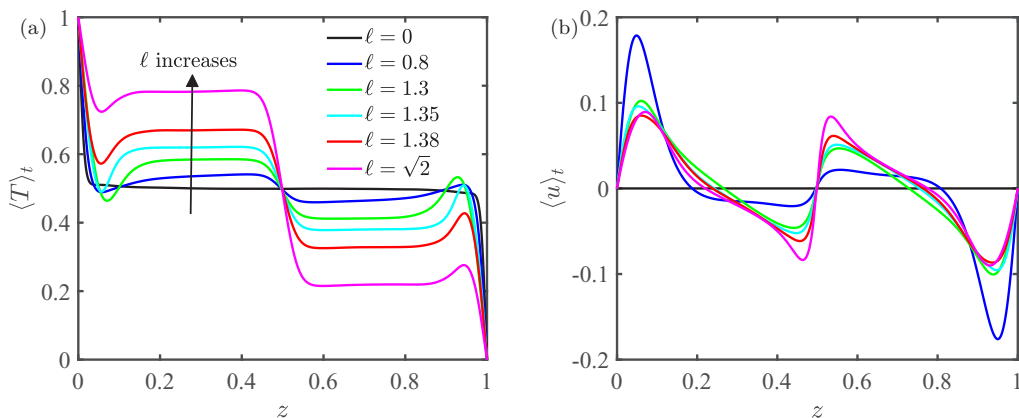 (a)
1
0.8
0.6
0.4
0.2
0
⟨T⟩_t
ℓ increases
ℓ = 0
ℓ = 0.8
ℓ = 1.3
ℓ = 1.35
ℓ = 1.38
ℓ = √2
0 0.2 0.4 0.6 0.8 1
z
(b)
0.2
0.1
0
-0.1
-0.2
⟨u⟩_t
0 0.2 0.4 0.6 0.8 1
z